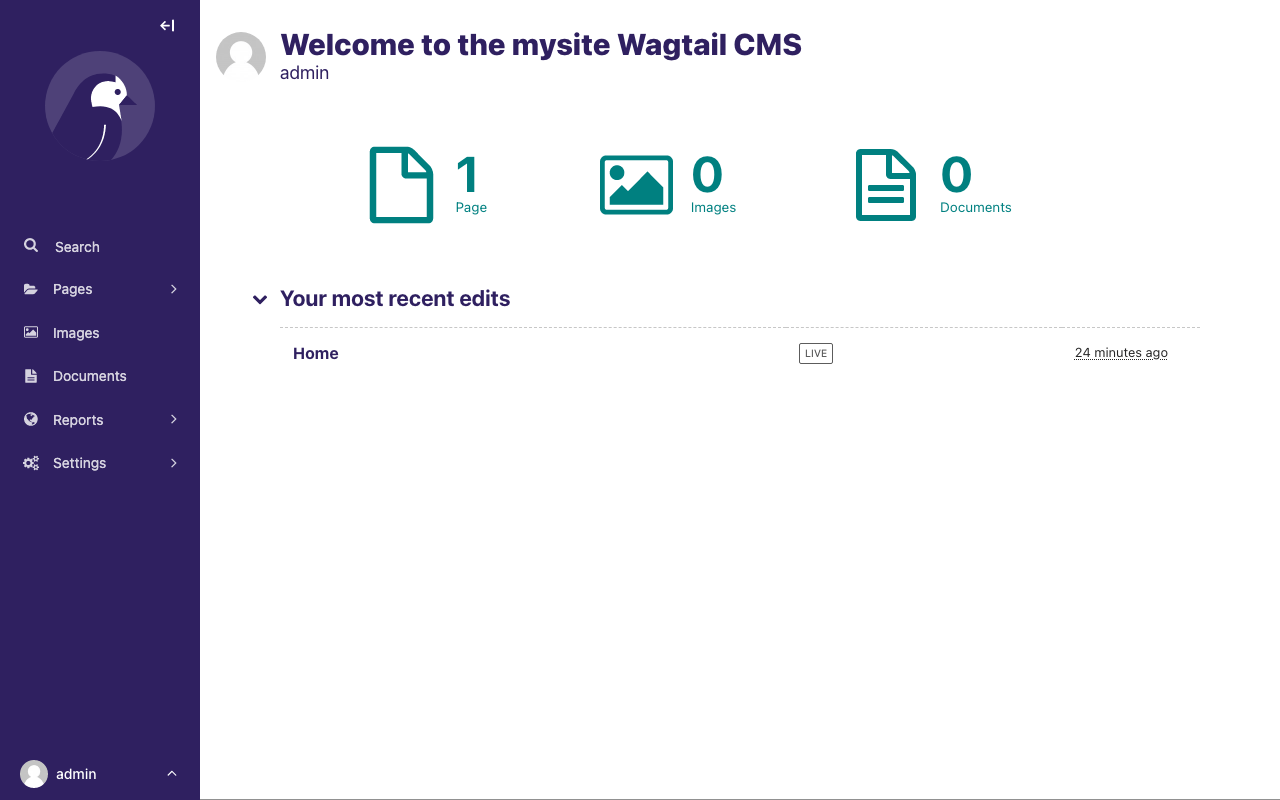 Search
Pages
Images
Documents
Reports
Settings
admin
Welcome to the mysite Wagtail CMS
admin
1
Page
0
Images
0
Documents
Your most recent edits
Home LIVE 24 minutes ago